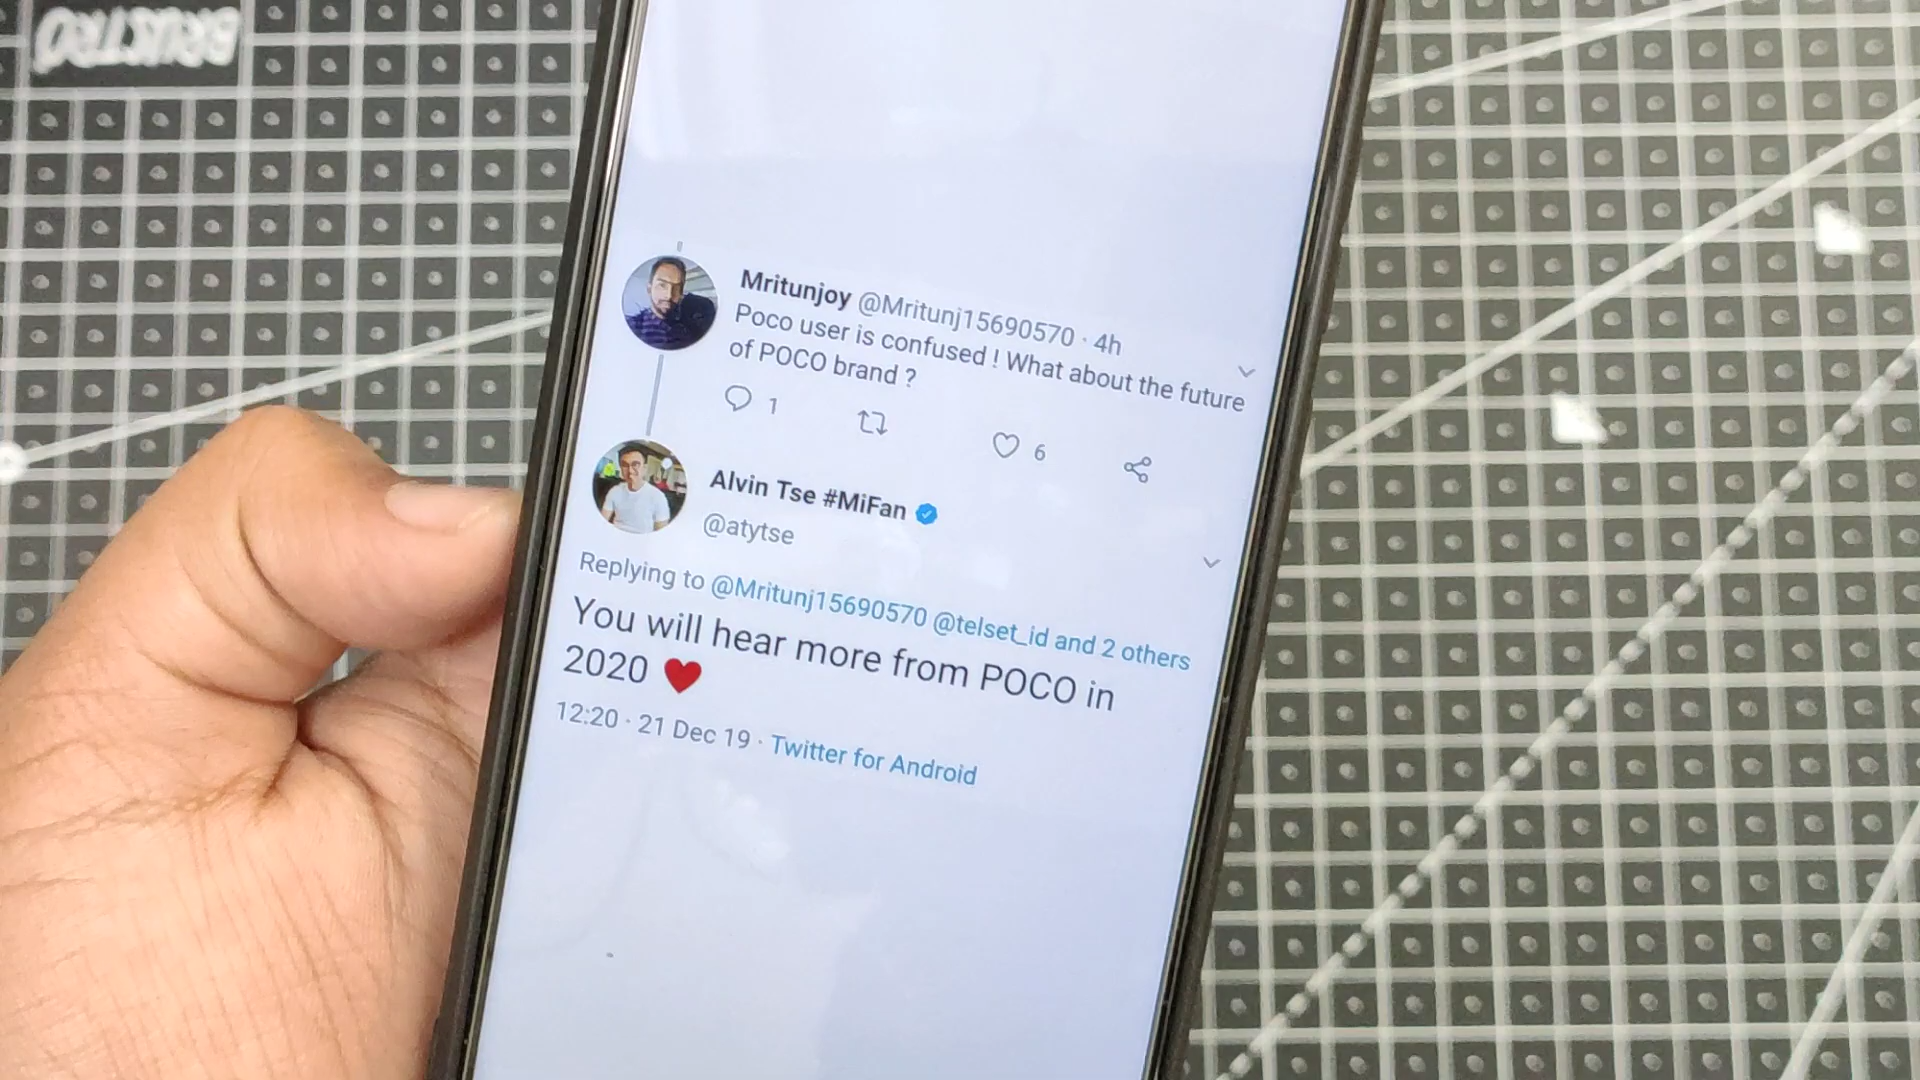 BRUSTRO
Mritunjoy @Mritunj15690570 · 4h
Poco user is confused ! What about the future
of POCO brand ?
1 6
Alvin Tse #MiFan
@atytse
Replying to @Mritunj15690570 @telset_id and 2 others
You will hear more from POCO in
2020 ♥
12:20 · 21 Dec 19 · Twitter for Android